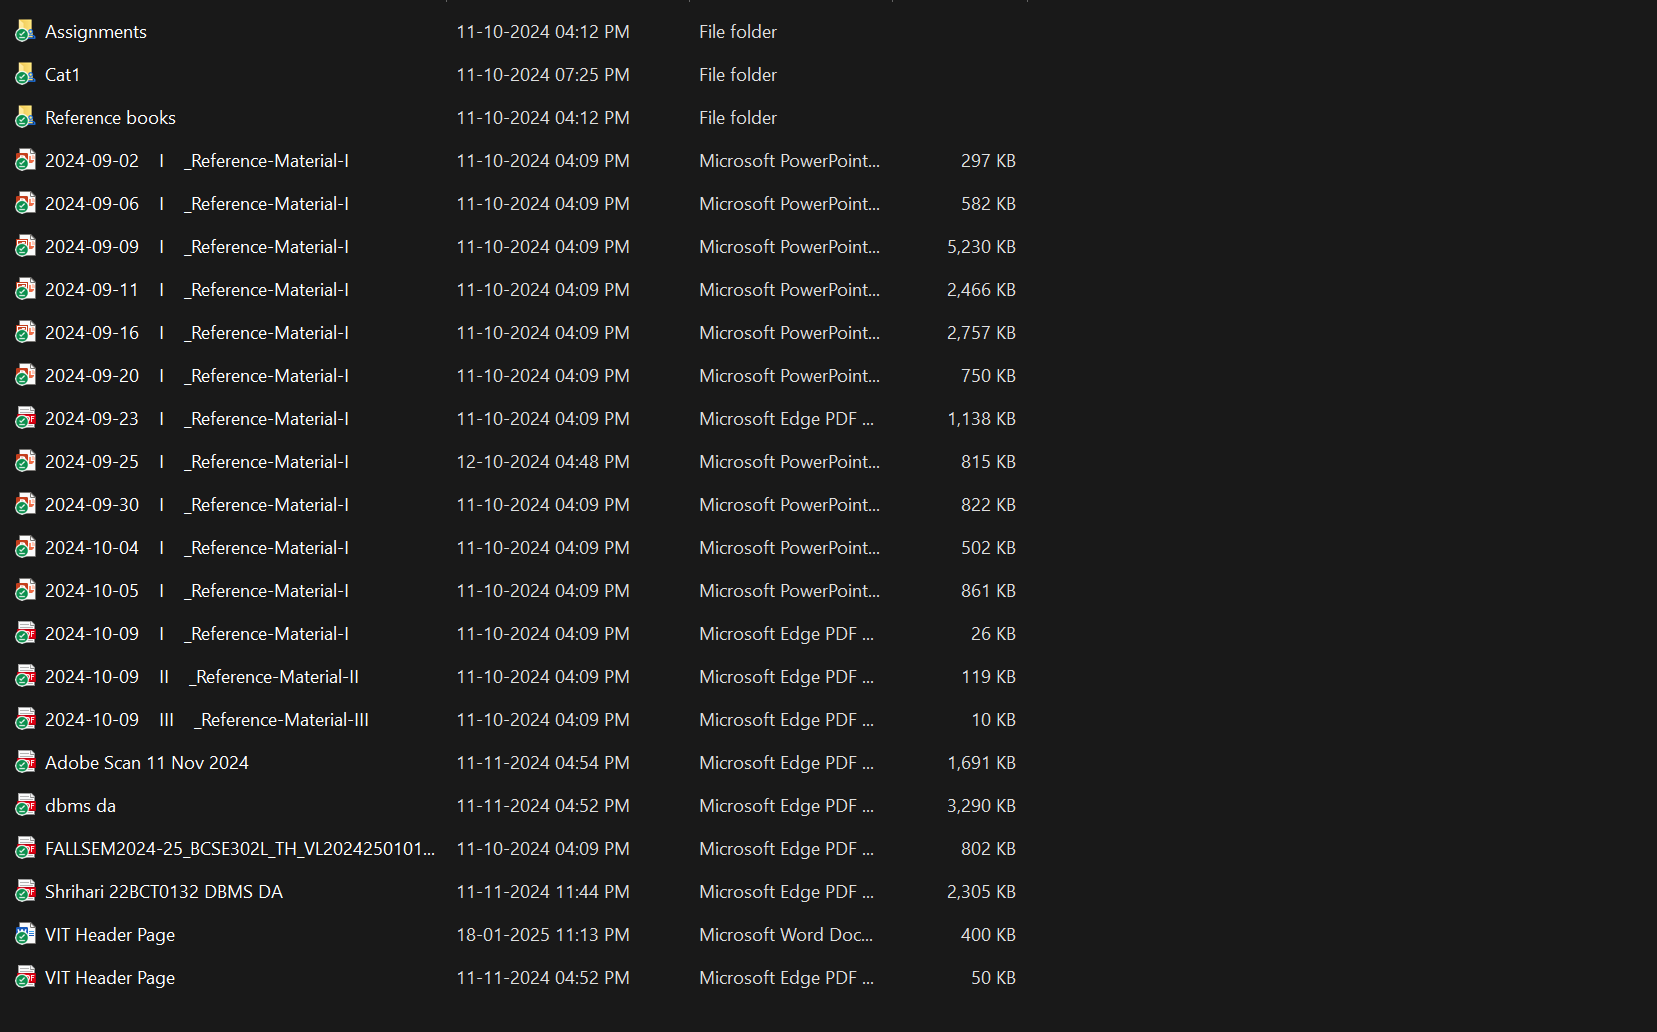 Assignments 11-10-2024 04:12 PM File folder
Cat1 11-10-2024 07:25 PM File folder
Reference books 11-10-2024 04:12 PM File folder
2024-09-02 I _Reference-Material-I 11-10-2024 04:09 PM Microsoft PowerPoint... 297 KB
2024-09-06 I _Reference-Material-I 11-10-2024 04:09 PM Microsoft PowerPoint... 582 KB
2024-09-09 I _Reference-Material-I 11-10-2024 04:09 PM Microsoft PowerPoint... 5,230 KB
2024-09-11 I _Reference-Material-I 11-10-2024 04:09 PM Microsoft PowerPoint... 2,466 KB
2024-09-16 I _Reference-Material-I 11-10-2024 04:09 PM Microsoft PowerPoint... 2,757 KB
2024-09-20 I _Reference-Material-I 11-10-2024 04:09 PM Microsoft PowerPoint... 750 KB
2024-09-23 I _Reference-Material-I 11-10-2024 04:09 PM Microsoft Edge PDF ... 1,138 KB
2024-09-25 I _Reference-Material-I 12-10-2024 04:48 PM Microsoft PowerPoint... 815 KB
2024-09-30 I _Reference-Material-I 11-10-2024 04:09 PM Microsoft PowerPoint... 822 KB
2024-10-04 I _Reference-Material-I 11-10-2024 04:09 PM Microsoft PowerPoint... 502 KB
2024-10-05 I _Reference-Material-I 11-10-2024 04:09 PM Microsoft PowerPoint... 861 KB
2024-10-09 I _Reference-Material-I 11-10-2024 04:09 PM Microsoft Edge PDF ... 26 KB
2024-10-09 II _Reference-Material-II 11-10-2024 04:09 PM Microsoft Edge PDF ... 119 KB
2024-10-09 III _Reference-Material-III 11-10-2024 04:09 PM Microsoft Edge PDF ... 10 KB
Adobe Scan 11 Nov 2024 11-11-2024 04:54 PM Microsoft Edge PDF ... 1,691 KB
dbms da 11-11-2024 04:52 PM Microsoft Edge PDF ... 3,290 KB
FALLSEM2024-25_BCSE302L_TH_VL2024250101... 11-10-2024 04:09 PM Microsoft Edge PDF ... 802 KB
Shrihari 22BCT0132 DBMS DA 11-11-2024 11:44 PM Microsoft Edge PDF ... 2,305 KB
VIT Header Page 18-01-2025 11:13 PM Microsoft Word Doc... 400 KB
VIT Header Page 11-11-2024 04:52 PM Microsoft Edge PDF ... 50 KB